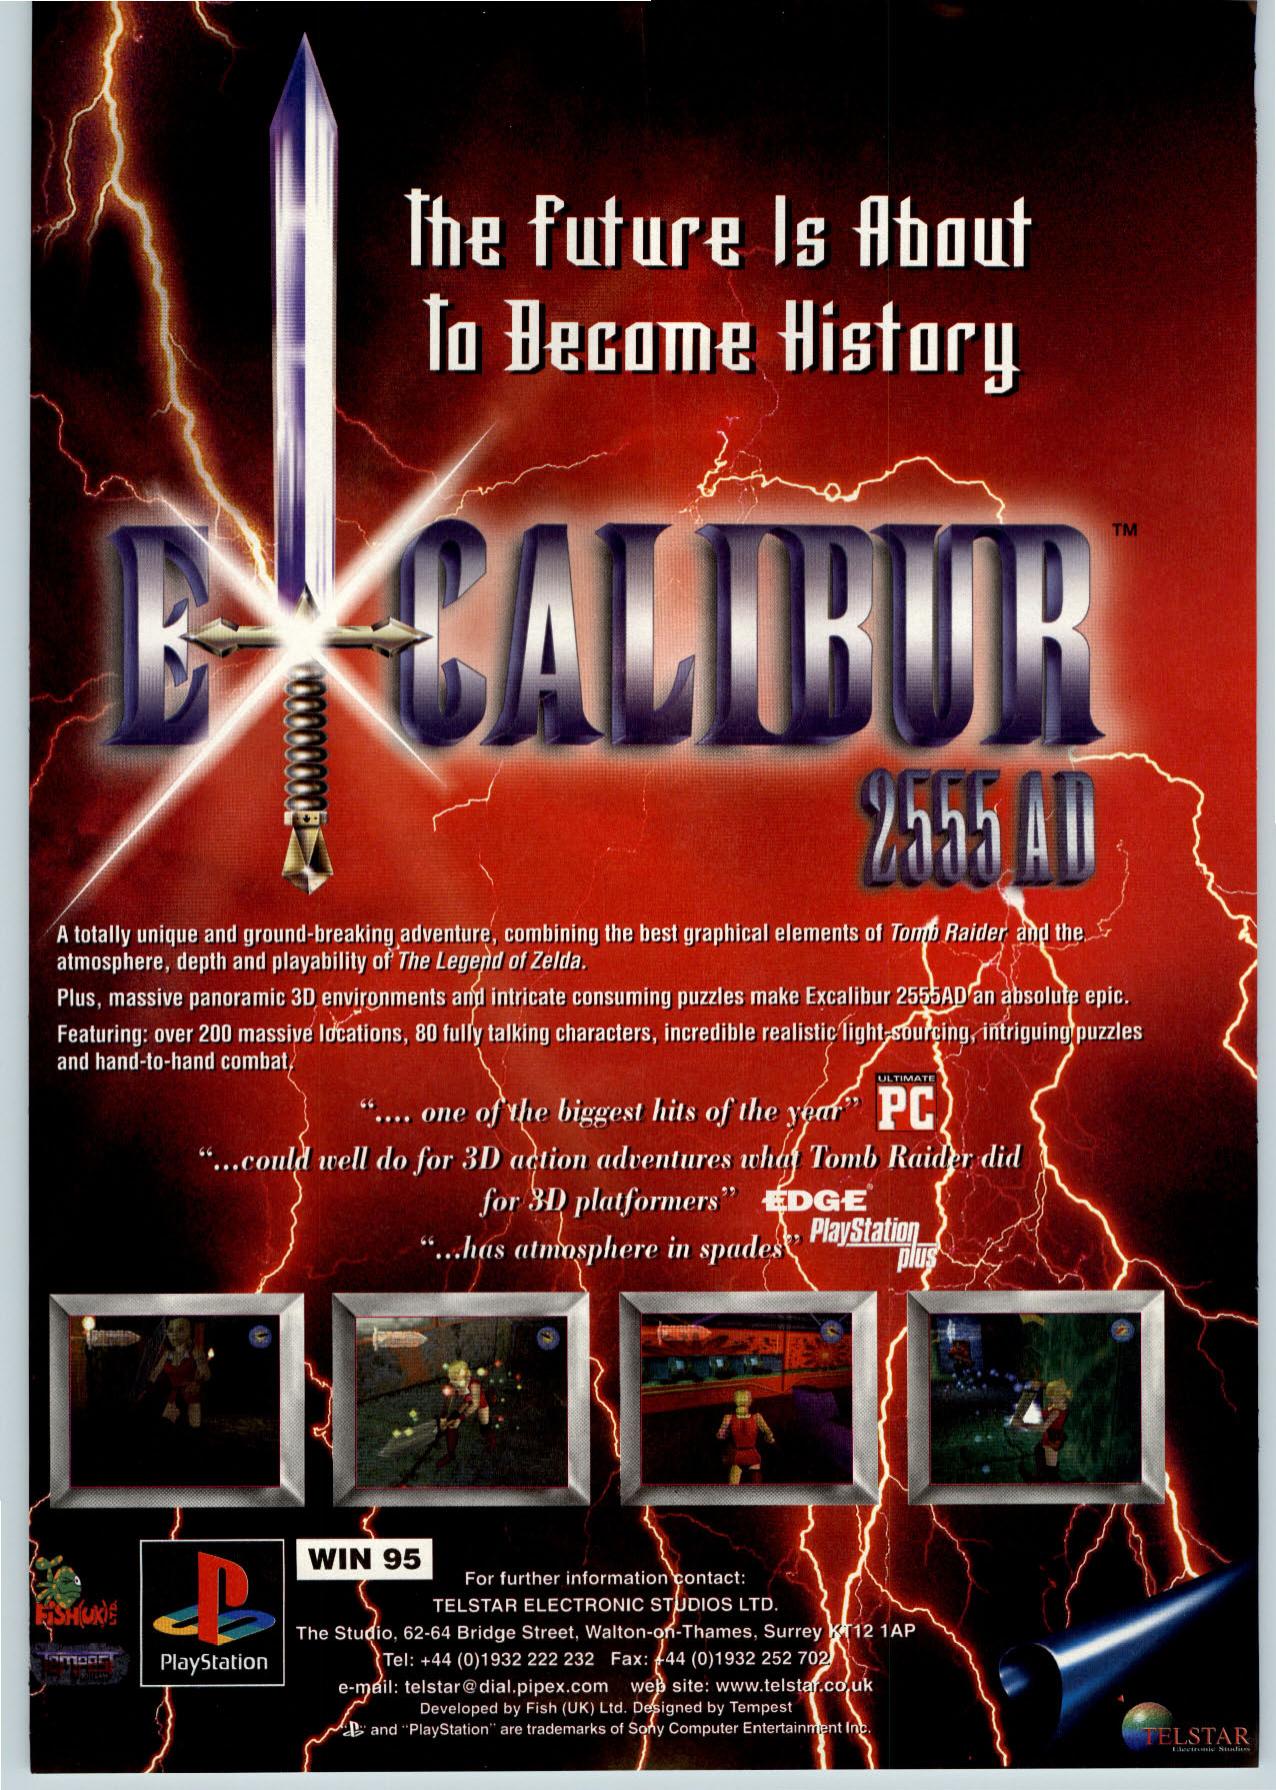 The Future Is About
To Become History
EXCALIBUR™
2555 AD
A totally unique and ground-breaking adventure, combining the best graphical elements of Tomb Raider and the
atmosphere, depth and playability of The Legend of Zelda.
Plus, massive panoramic 3D environments and intricate consuming puzzles make Excalibur 2555AD an absolute epic.
Featuring: over 200 massive locations, 80 fully talking characters, incredible realistic light-sourcing, intriguing puzzles
and hand-to-hand combat.
“.... one of the biggest hits of the year” ULTIMATE PC
“...could well do for 3D action adventures what Tomb Raider did
for 3D platformers” EDGE®
“...has atmosphere in spades” PlayStation plus
WIN 95
For further information contact:
TELSTAR ELECTRONIC STUDIOS LTD.
The Studio, 62-64 Bridge Street, Walton-on-Thames, Surrey KT12 1AP
Tel: +44 (0)1932 222 232 Fax: +44 (0)1932 252 702
e-mail: telstar@dial.pipex.com web site: www.telstar.co.uk
Developed by Fish (UK) Ltd. Designed by Tempest
" " and "PlayStation" are trademarks of Sony Computer Entertainment Inc.
FISH(UK) LTD.
TEMPEST
PlayStation
TELSTAR
Electronic Studios